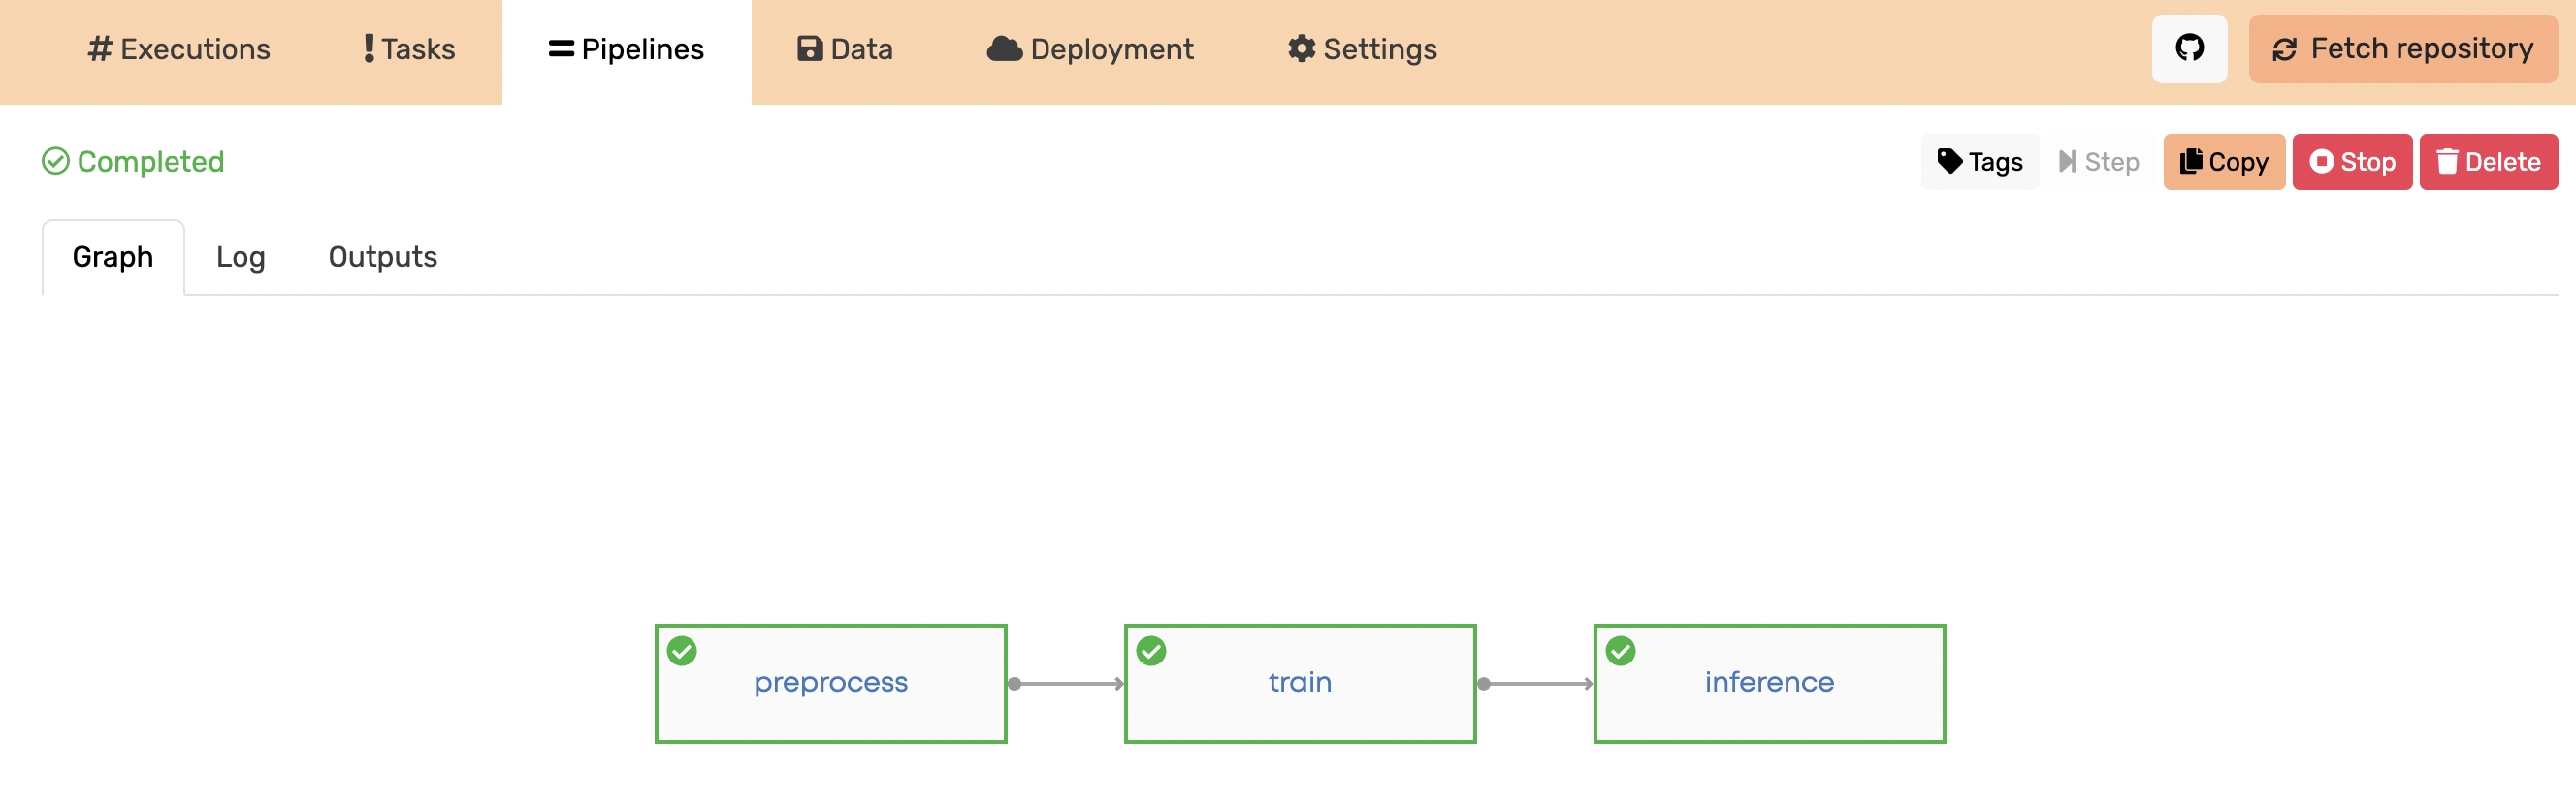 Executions Tasks Pipelines Data Deployment Settings Fetch repository
Completed Tags Step Copy Stop Delete
Graph Log Outputs
preprocess train inference